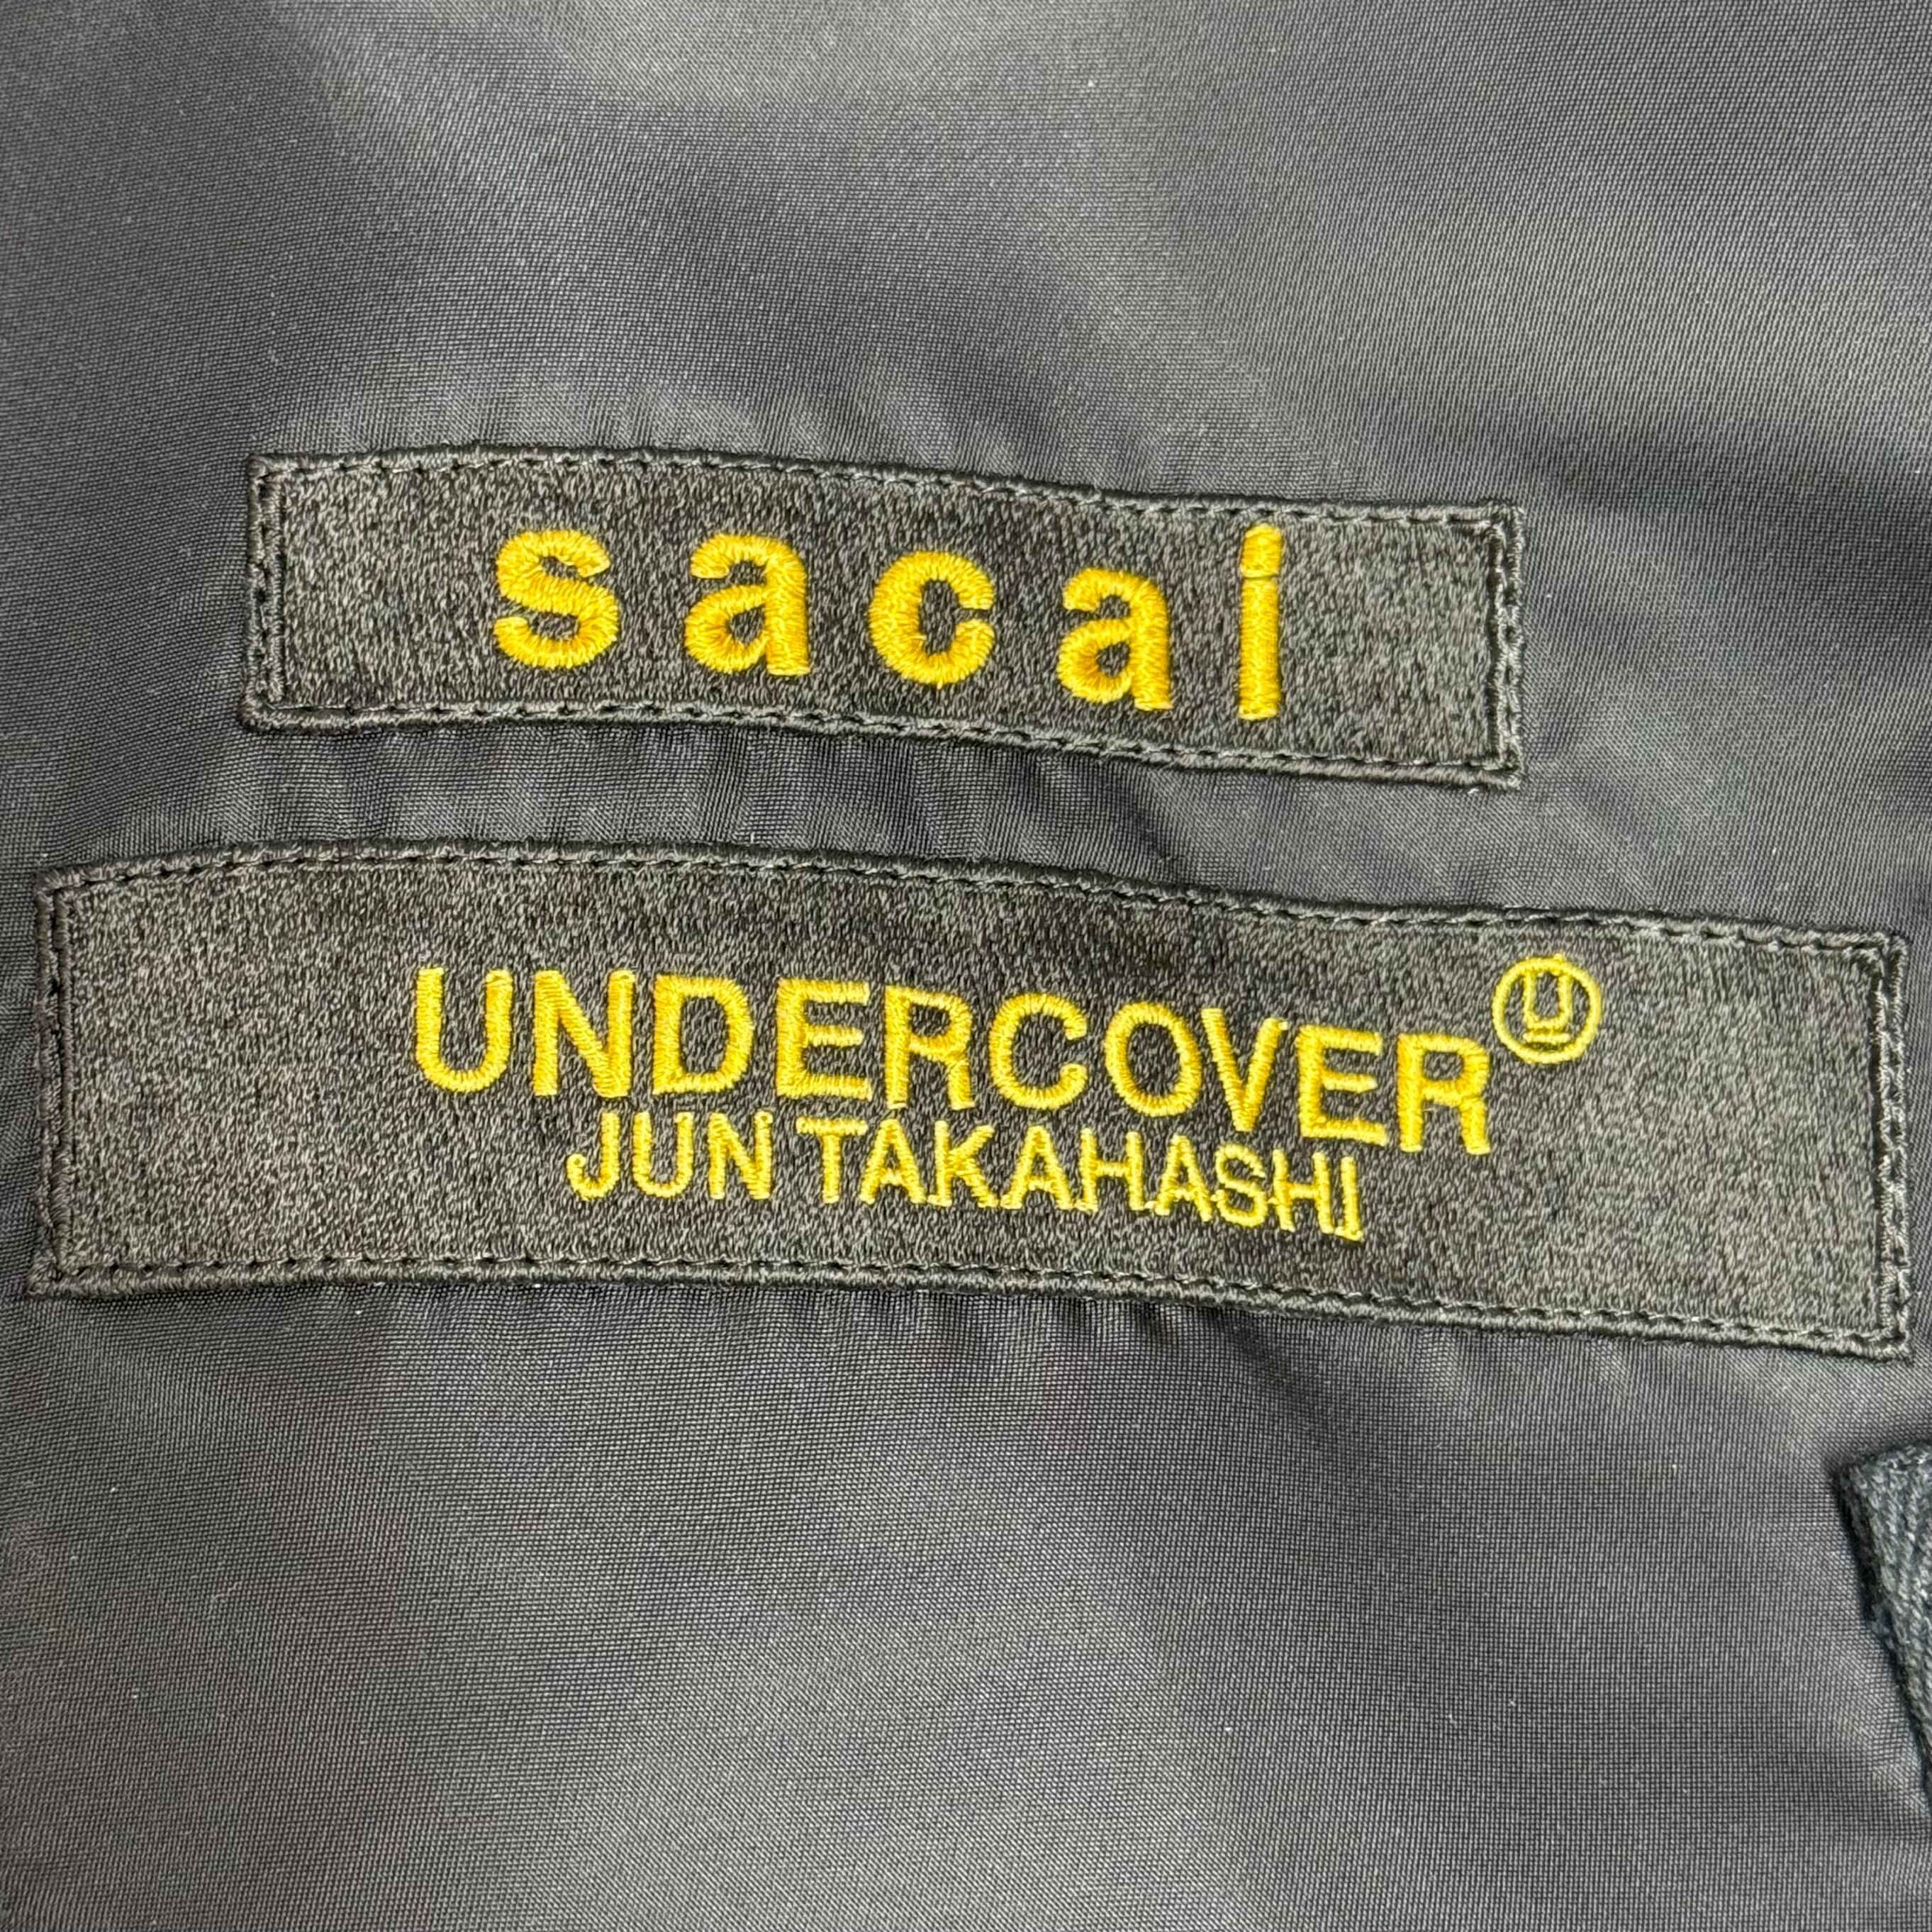 sacai
UNDERCOVER Ⓤ
JUN TAKAHASHI